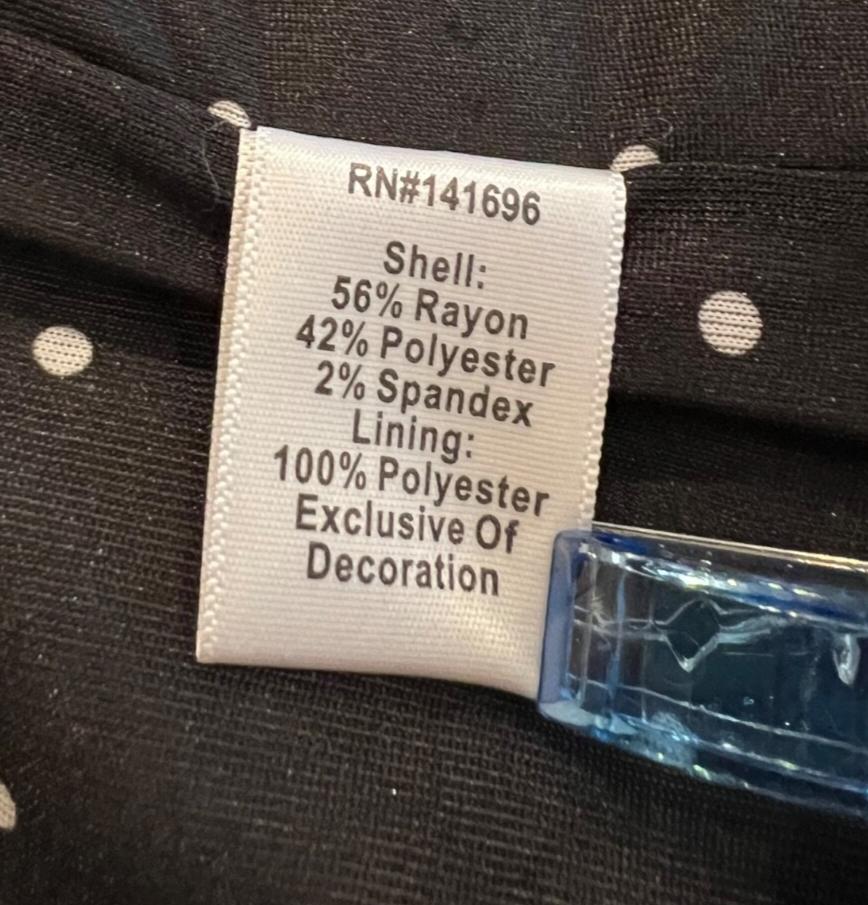 RN#141696
Shell:
56% Rayon
42% Polyester
2% Spandex
Lining:
100% Polyester
Exclusive Of
Decoration